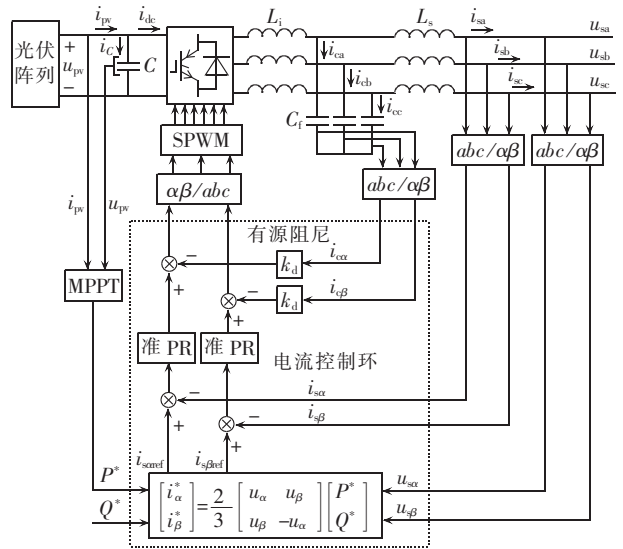 i_pv i_dc L_i L_s i_sa u_sa
光伏 + i_C i_ca i_sb u_sb
阵列 u_pv C i_cb i_sc u_sc
− i_cc
C_f
SPWM abc/αβ abc/αβ
αβ/abc abc/αβ
i_pv u_pv
有源阻尼
− k_d i_cα
MPPT + − k_d i_cβ
+
准 PR 准 PR
电流控制环
− i_sα
+ − i_sβ
+
i_sαref i_sβref
P* u_sα
Q* [i*_α i*_β] = 2/3 [u_α u_β u_β −u_α] [P* Q*] u_sβ